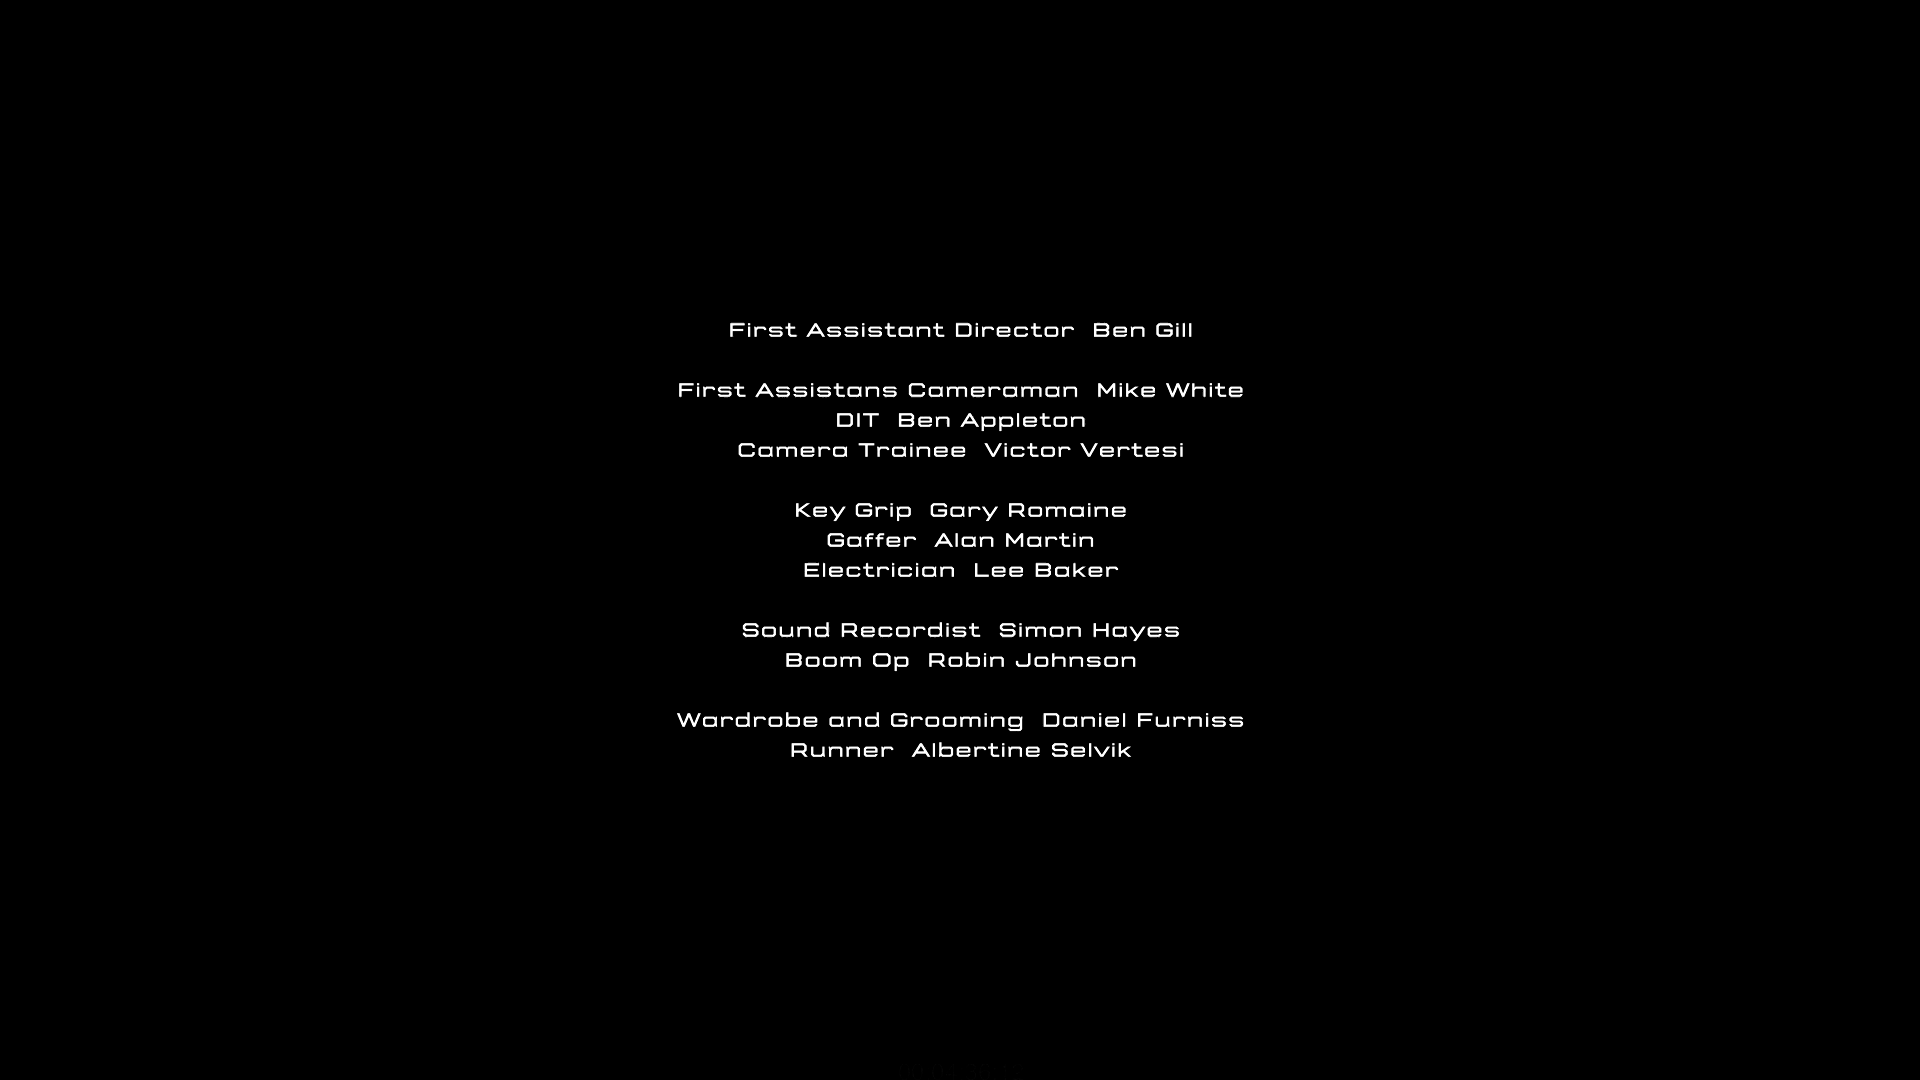 First Assistant Director  Ben Gill
First Assistans Cameraman  Mike White
DIT  Ben Appleton
Camera Trainee  Victor Vertesi
Key Grip  Gary Romaine
Gaffer  Alan Martin
Electrician  Lee Baker
Sound Recordist  Simon Hayes
Boom Op  Robin Johnson
Wardrobe and Grooming  Daniel Furniss
Runner  Albertine Selvik